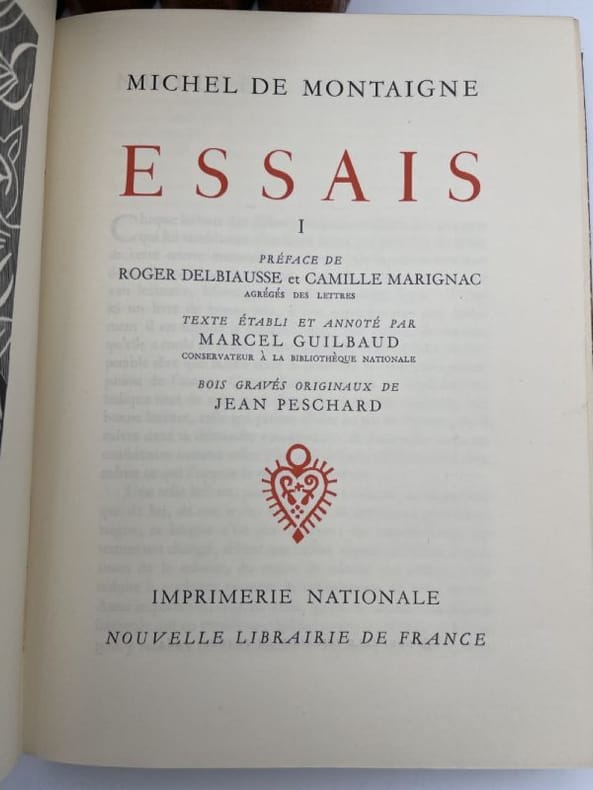 MICHEL DE MONTAIGNE
ESSAIS
I
PRÉFACE DE
ROGER DELBIAUSSE et CAMILLE MARIGNAC
AGRÉGÉS DES LETTRES
TEXTE ÉTABLI ET ANNOTÉ PAR
MARCEL GUILBAUD
CONSERVATEUR À LA BIBLIOTHÈQUE NATIONALE
BOIS GRAVÉS ORIGINAUX DE
JEAN PESCHARD
IMPRIMERIE NATIONALE
NOUVELLE LIBRAIRIE DE FRANCE